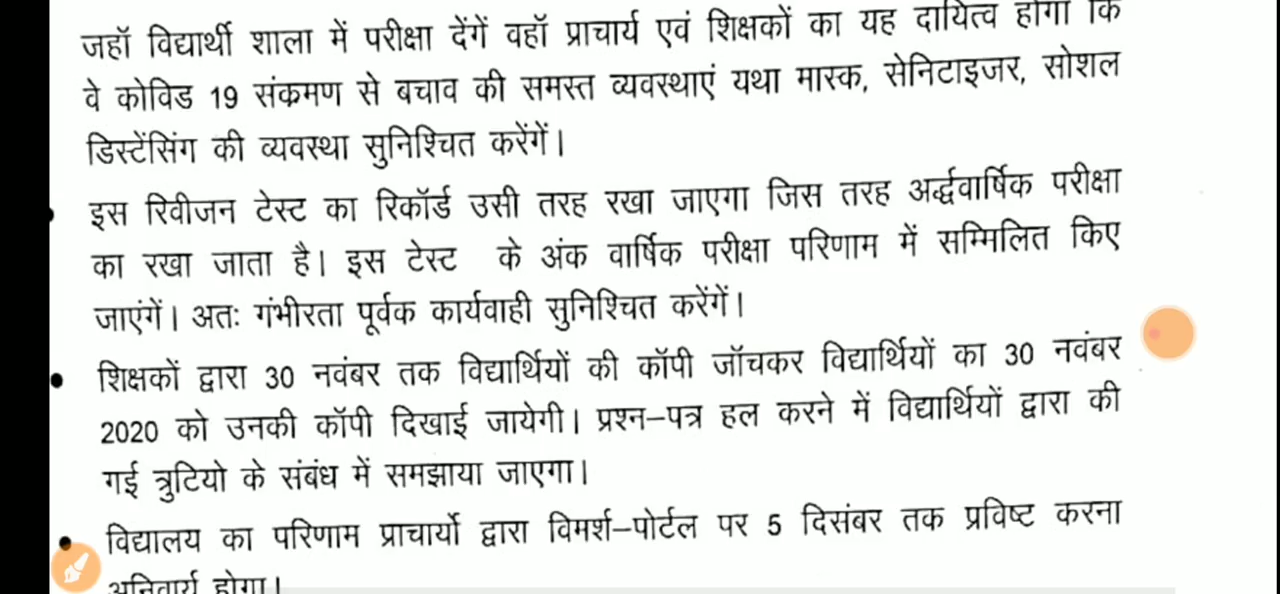 जहॉ विद्यार्थी शाला में परीक्षा देंगें वहॉ प्राचार्य एवं शिक्षकों का यह दायित्व होगा कि
वे कोविड 19 संक्रमण से बचाव की समस्त व्यवस्थाएं यथा मास्क, सेनिटाइजर, सोशल
डिस्टेंसिंग की व्यवस्था सुनिश्चित करेंगें।
इस रिवीजन टेस्ट का रिकॉर्ड उसी तरह रखा जाएगा जिस तरह अर्द्धवार्षिक परीक्षा
का रखा जाता है। इस टेस्ट के अंक वार्षिक परीक्षा परिणाम में सम्मिलित किए
जाएंगें। अतः गंभीरता पूर्वक कार्यवाही सुनिश्चित करेंगें।
शिक्षकों द्वारा 30 नवंबर तक विद्यार्थियों की कॉपी जॉचकर विद्यार्थियों का 30 नवंबर
2020 को उनकी कॉपी दिखाई जायेगी। प्रश्न–पत्र हल करने में विद्यार्थियों द्वारा की
गई त्रुटियो के संबंध में समझाया जाएगा।
विद्यालय का परिणाम प्राचार्यो द्वारा विमर्श–पोर्टल पर 5 दिसंबर तक प्रविष्ट करना
अनिवार्य होगा।